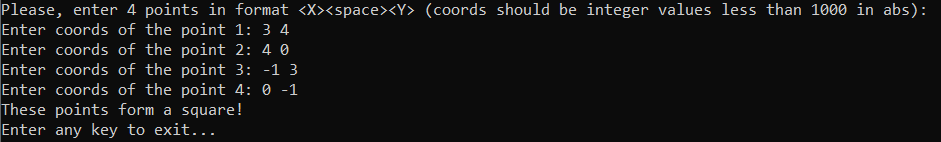 Please, enter 4 points in format <X><space><Y> (coords should be integer values less than 1000 in abs):
Enter coords of the point 1: 3 4
Enter coords of the point 2: 4 0
Enter coords of the point 3: -1 3
Enter coords of the point 4: 0 -1
These points form a square!
Enter any key to exit...